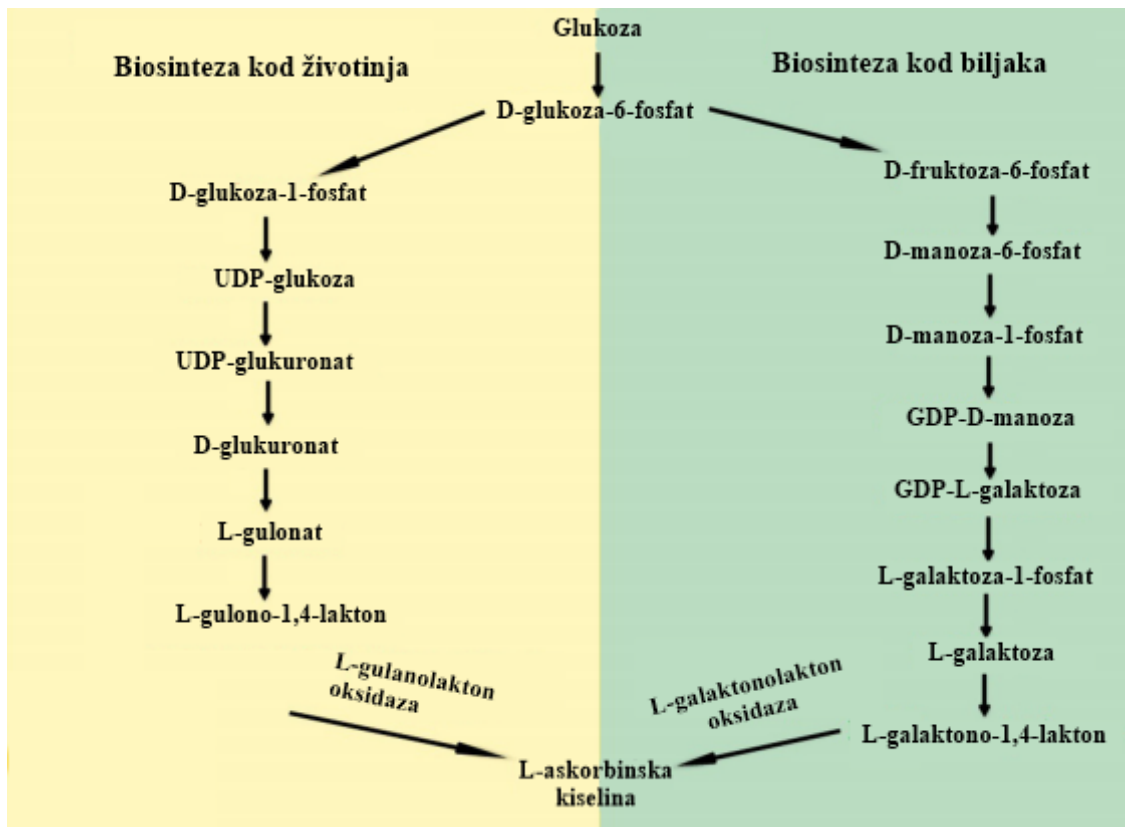 Glukoza
Biosinteza kod životinja
Biosinteza kod biljaka
D-glukoza-6-fosfat
D-glukoza-1-fosfat
UDP-glukoza
UDP-glukuronat
D-glukuronat
L-gulonat
L-gulono-1,4-lakton
L-gulanolakton
oksidaza
D-fruktoza-6-fosfat
D-manoza-6-fosfat
D-manoza-1-fosfat
GDP-D-manoza
GDP-L-galaktoza
L-galaktoza-1-fosfat
L-galaktoza
L-galaktono-1,4-lakton
L-galaktonolakton
oksidaza
L-askorbinska
kiselina